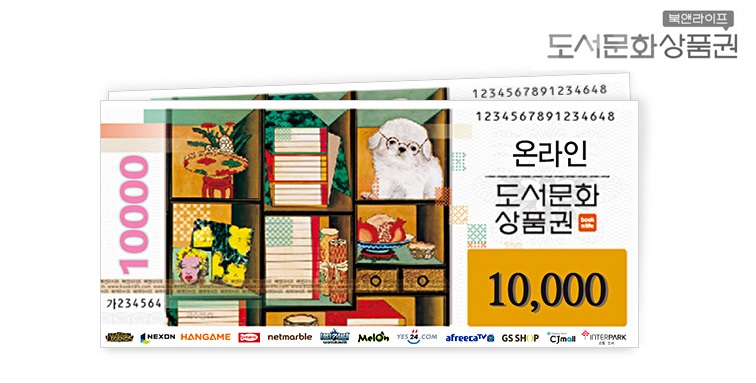 북앤라이프
도서문화상품권
1234567891234648
1234567891234648
10000
온라인
도서문화
상품권
book
nlife
가234564
10,000
NEXON HANGAME netmarble MelOn YES24.COM afreecaTV GS SHOP CJmall INTERPARK